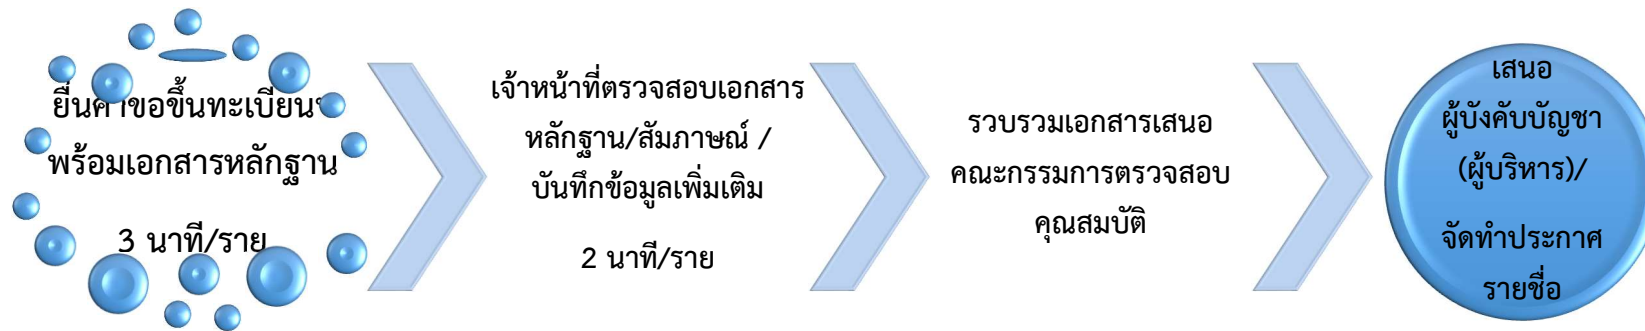 ยื่นคำขอขึ้นทะเบียนฯ
พร้อมเอกสารหลักฐาน
3 นาที/ราย
เจ้าหน้าที่ตรวจสอบเอกสาร
หลักฐาน/สัมภาษณ์ /
บันทึกข้อมูลเพิ่มเติม
2 นาที/ราย
รวบรวมเอกสารเสนอ
คณะกรรมการตรวจสอบ
คุณสมบัติ
เสนอ
ผู้บังคับบัญชา
(ผู้บริหาร)/
จัดทำประกาศ
รายชื่อ